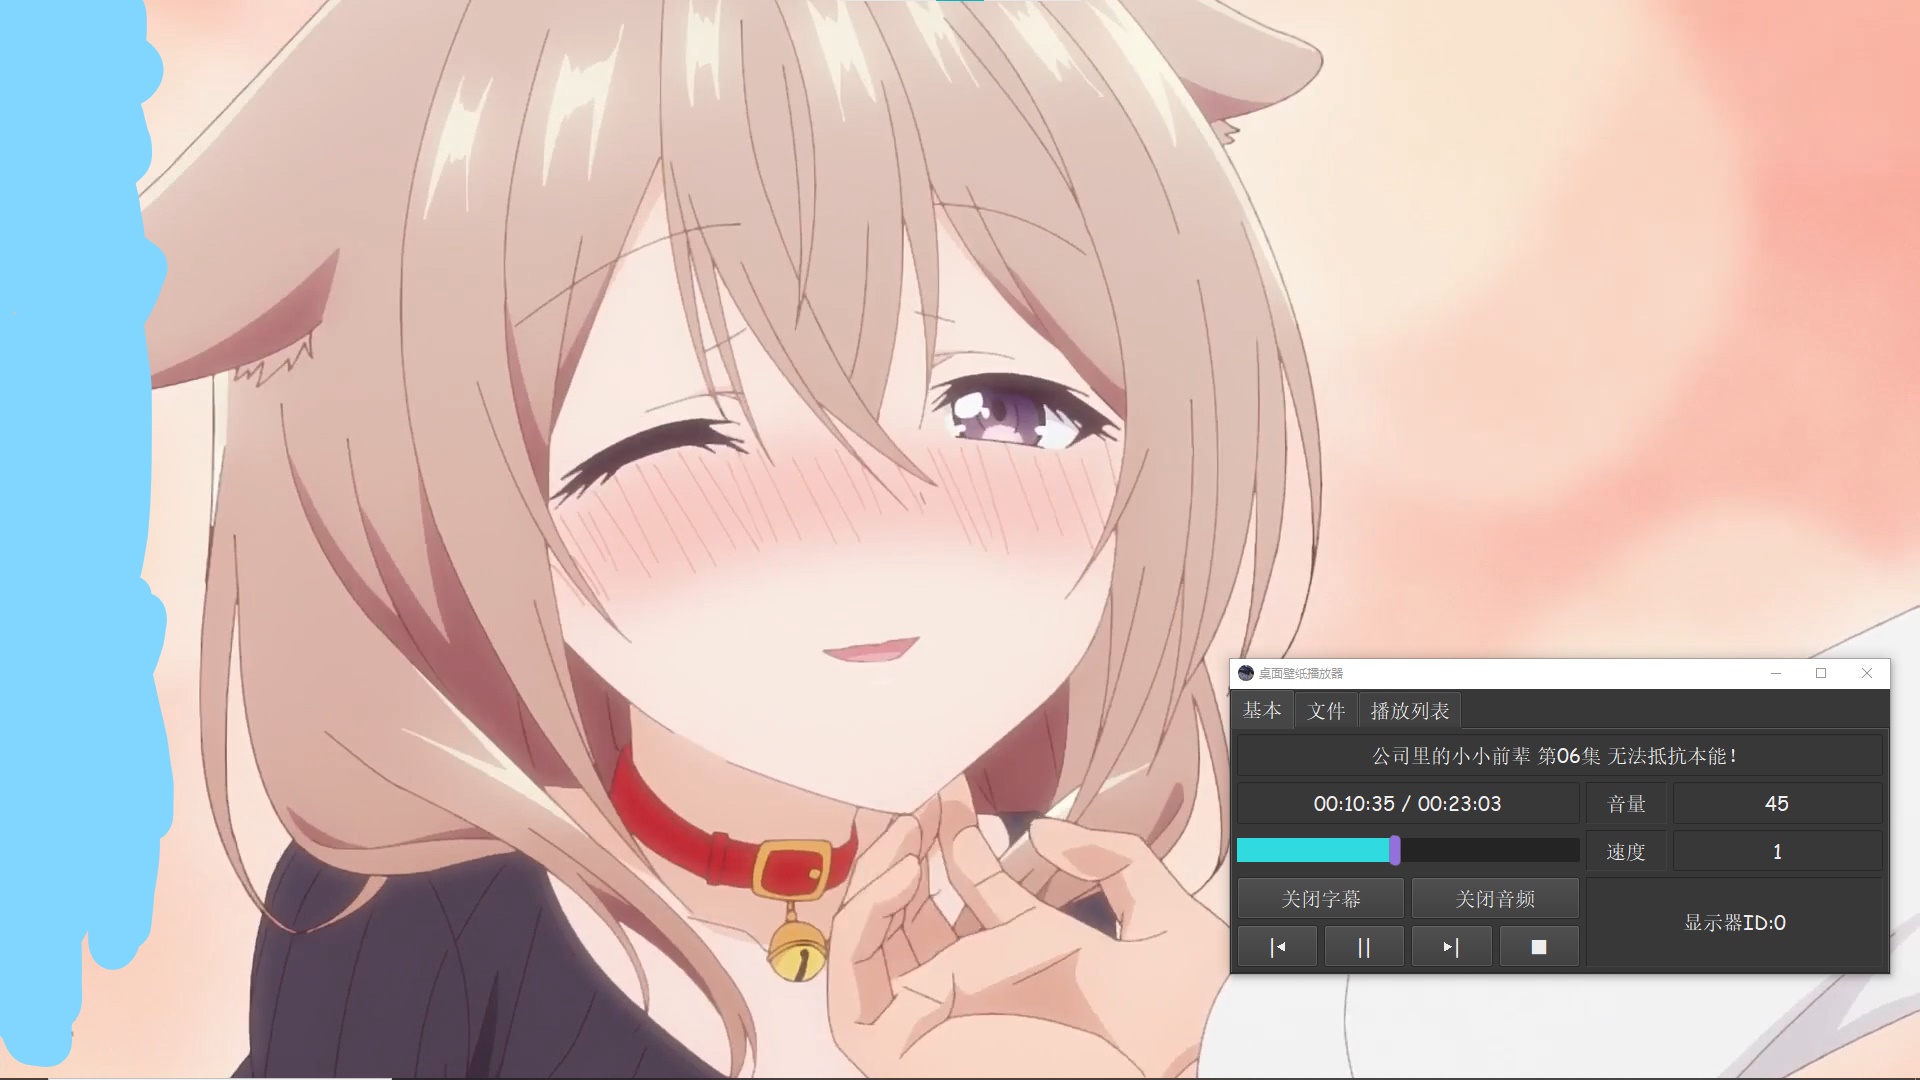 桌面壁纸播放器
基本 文件 播放列表
公司里的小小前辈 第06集 无法抵抗本能！
00:10:35 / 00:23:03 音量 45
速度 1
关闭字幕 关闭音频
显示器ID:0